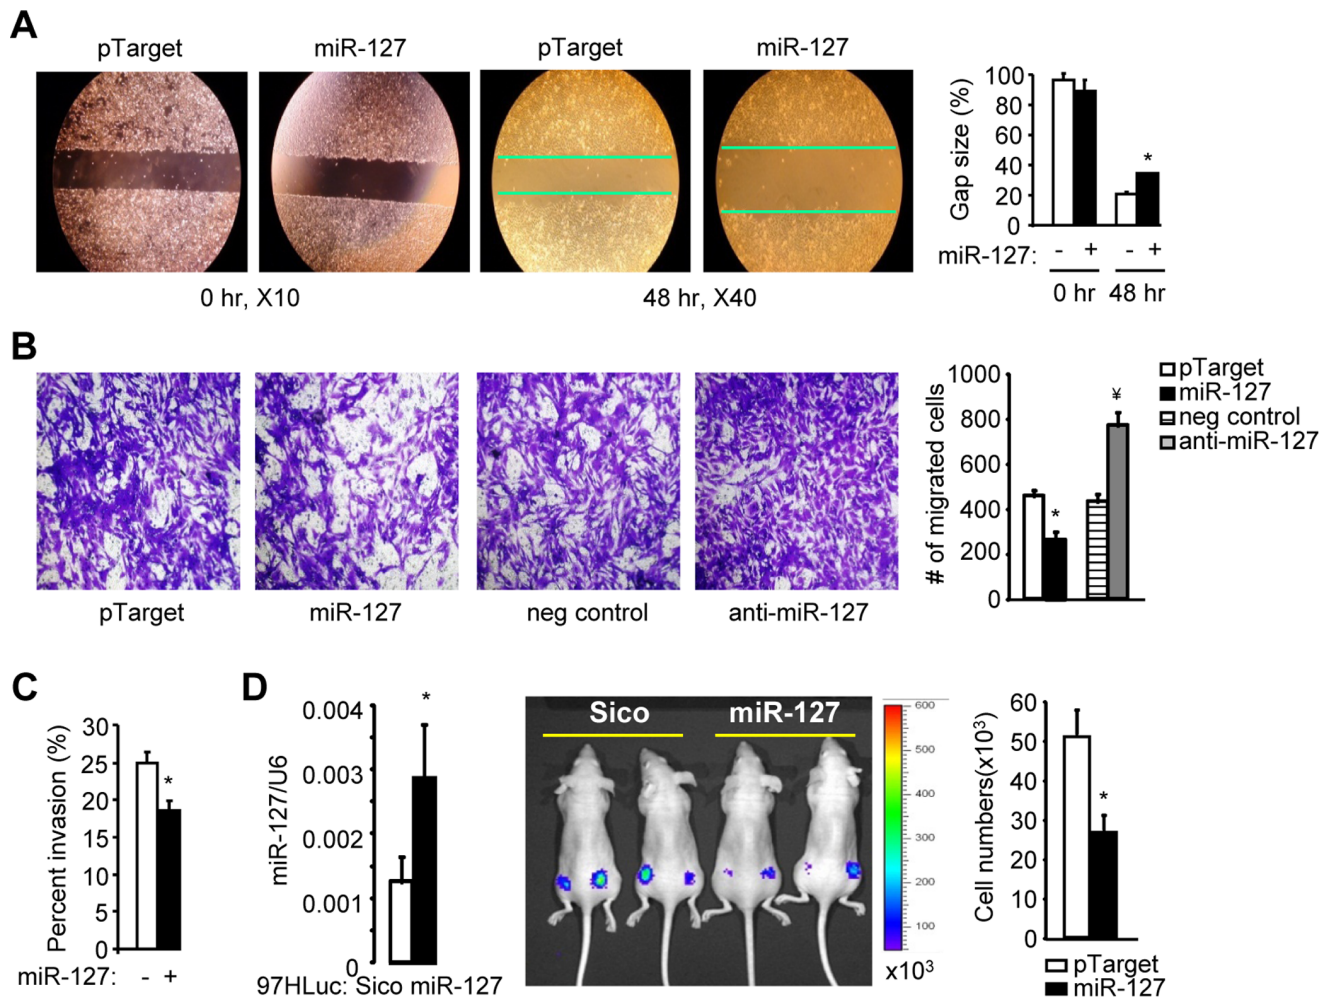 A
pTarget miR-127 pTarget miR-127
0 hr, X10 48 hr, X40
Gap size (%)
100
80
60
40
20
0
*
miR-127: - + - +
0 hr 48 hr
B
pTarget miR-127 neg control anti-miR-127
# of migrated cells
1000
800
600
400
200
0
*
¥
pTarget
miR-127
neg control
anti-miR-127
C
Percent invasion (%)
30
25
20
15
10
5
0
*
miR-127: - +
D
miR-127/U6
0.004
0.003
0.002
0.001
0
*
97HLuc: Sico miR-127
Sico miR-127
600
500
400
300
200
100
x10³
Cell numbers(x10³)
60
50
40
30
20
10
0
*
pTarget
miR-127